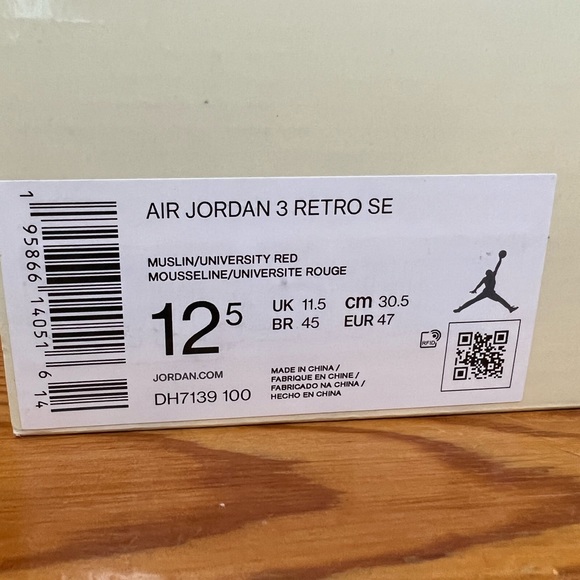 AIR JORDAN 3 RETRO SE
MUSLIN/UNIVERSITY RED
MOUSSELINE/UNIVERSITE ROUGE
12 5
UK 11.5 cm 30.5
BR 45 EUR 47
JORDAN.COM
DH7139 100
MADE IN CHINA /
FABRIQUE EN CHINE /
FABRICADO NA CHINA /
HECHO EN CHINA
RFID
1 95866 14051 6 14